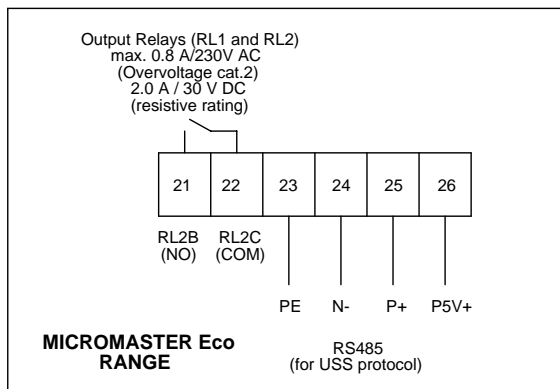 Output Relays (RL1 and RL2)
max. 0.8 A/230V AC
(Overvoltage cat.2)
2.0 A / 30 V DC
(resistive rating)
21 22 23 24 25 26
RL2B RL2C
(NO) (COM)
PE N- P+ P5V+
MICROMASTER Eco
RANGE
RS485
(for USS protocol)